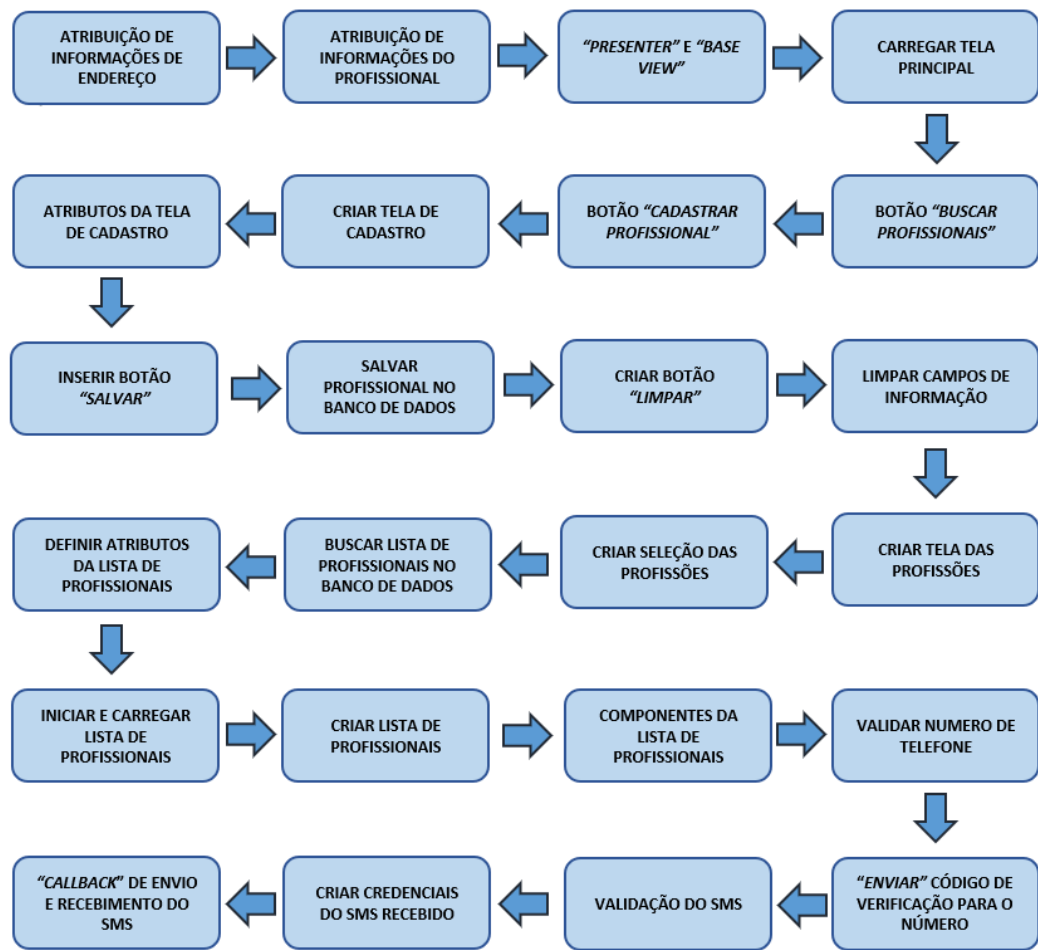 ATRIBUIÇÃO DE
INFORMAÇÕES DE
ENDEREÇO
ATRIBUIÇÃO DE
INFORMAÇÕES DO
PROFISSIONAL
“PRESENTER” E “BASE
VIEW”
CARREGAR TELA
PRINCIPAL
BOTÃO “BUSCAR
PROFISSIONAIS”
BOTÃO “CADASTRAR
PROFISSIONAL”
CRIAR TELA DE
CADASTRO
ATRIBUTOS DA TELA
DE CADASTRO
INSERIR BOTÃO
“SALVAR”
SALVAR
PROFISSIONAL NO
BANCO DE DADOS
CRIAR BOTÃO
“LIMPAR”
LIMPAR CAMPOS DE
INFORMAÇÃO
CRIAR TELA DAS
PROFISSÕES
CRIAR SELEÇÃO DAS
PROFISSÕES
BUSCAR LISTA DE
PROFISSIONAIS NO
BANCO DE DADOS
DEFINIR ATRIBUTOS
DA LISTA DE
PROFISSIONAIS
INICIAR E CARREGAR
LISTA DE
PROFISSIONAIS
CRIAR LISTA DE
PROFISSIONAIS
COMPONENTES DA
LISTA DE
PROFISSIONAIS
VALIDAR NUMERO DE
TELEFONE
“ENVIAR” CÓDIGO DE
VERIFICAÇÃO PARA O
NÚMERO
VALIDAÇÃO DO SMS
CRIAR CREDENCIAIS
DO SMS RECEBIDO
“CALLBACK” DE ENVIO
E RECEBIMENTO DO
SMS